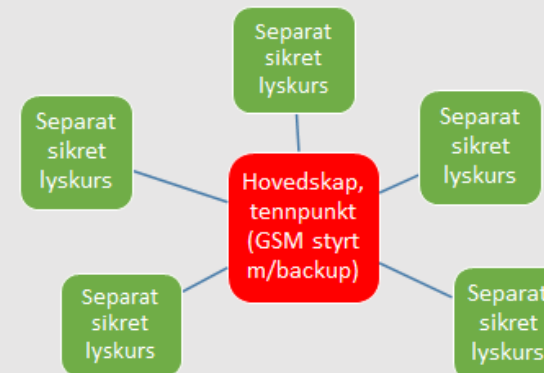 Separat
sikret
lyskurs
Separat
sikret
lyskurs
Separat
sikret
lyskurs
Hovedskap,
tennpunkt
(GSM styrt
m/backup)
Separat
sikret
lyskurs
Separat
sikret
lyskurs